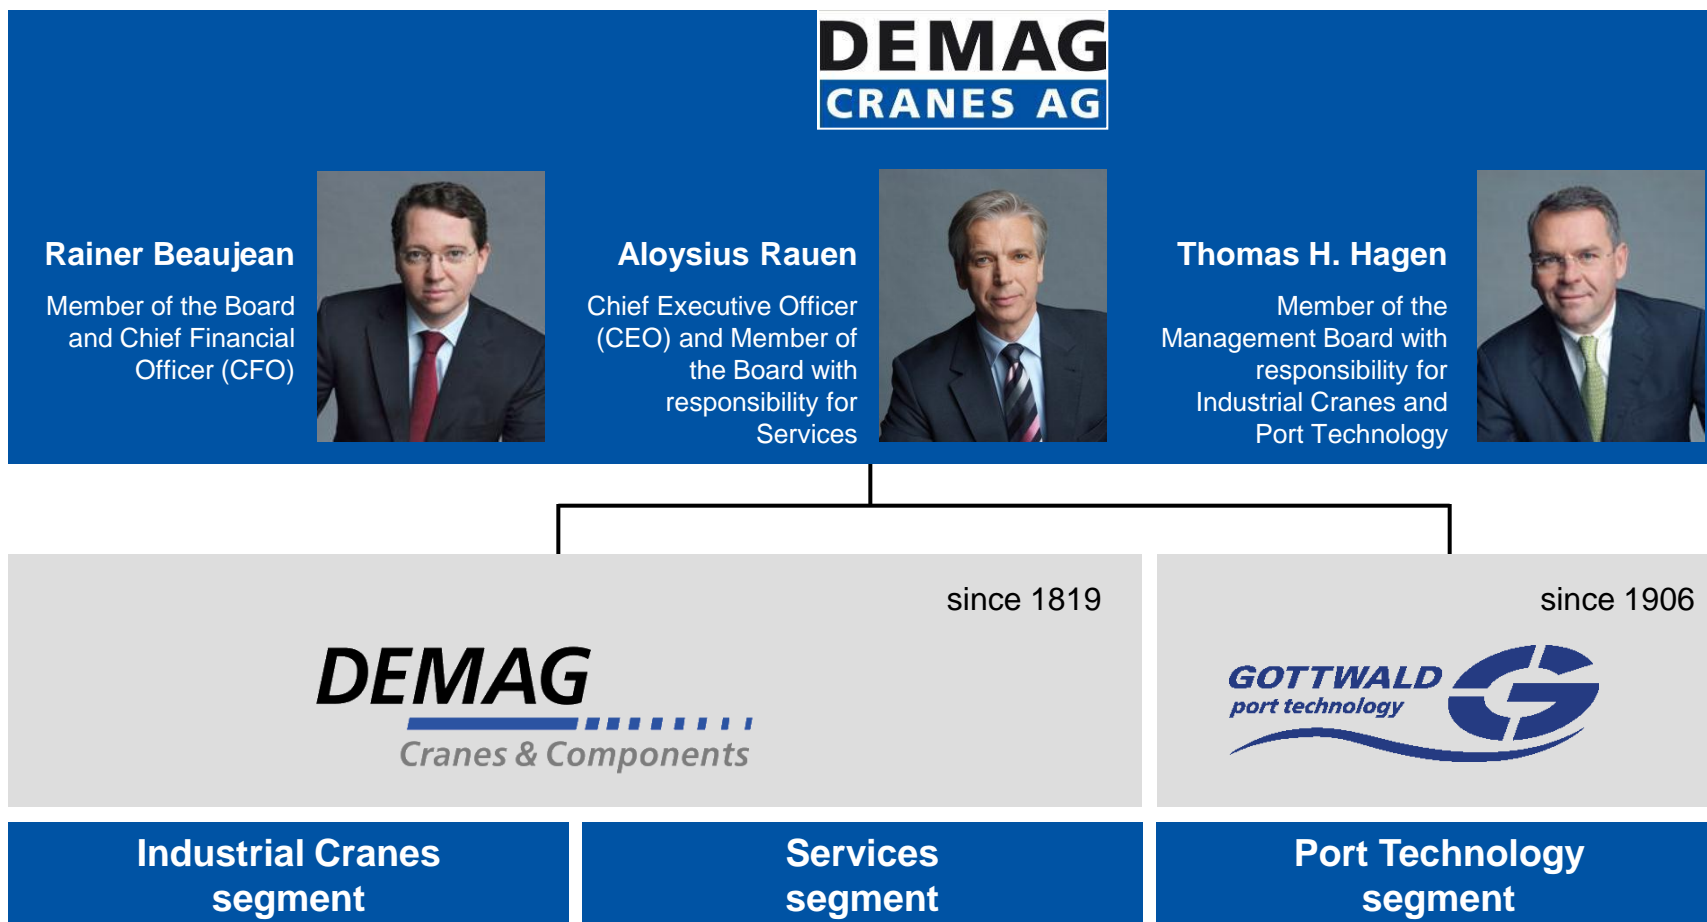 DEMAG
CRANES AG
Rainer Beaujean
Member of the Board
and Chief Financial
Officer (CFO)
Aloysius Rauen
Chief Executive Officer
(CEO) and Member of
the Board with
responsibility for
Services
Thomas H. Hagen
Member of the
Management Board with
responsibility for
Industrial Cranes and
Port Technology
since 1819
DEMAG
Cranes & Components
since 1906
GOTTWALD
port technology
G
Industrial Cranes
segment
Services
segment
Port Technology
segment